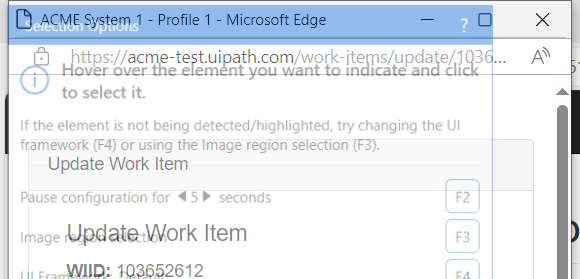 ACME System 1 - Profile 1 - Microsoft Edge
Selection Options ?
https://acme-test.uipath.com/work-items/update/1036...
Hover over the element you want to indicate and click
to select it.
If the element is not being detected/highlighted, try changing the UI
framework (F4) or using the Image region selection (F3).
Update Work Item
Pause configuration for 5 seconds F2
Update Work Item
Image region selection F3
WIID: 103652612
UI Framework: Default F4